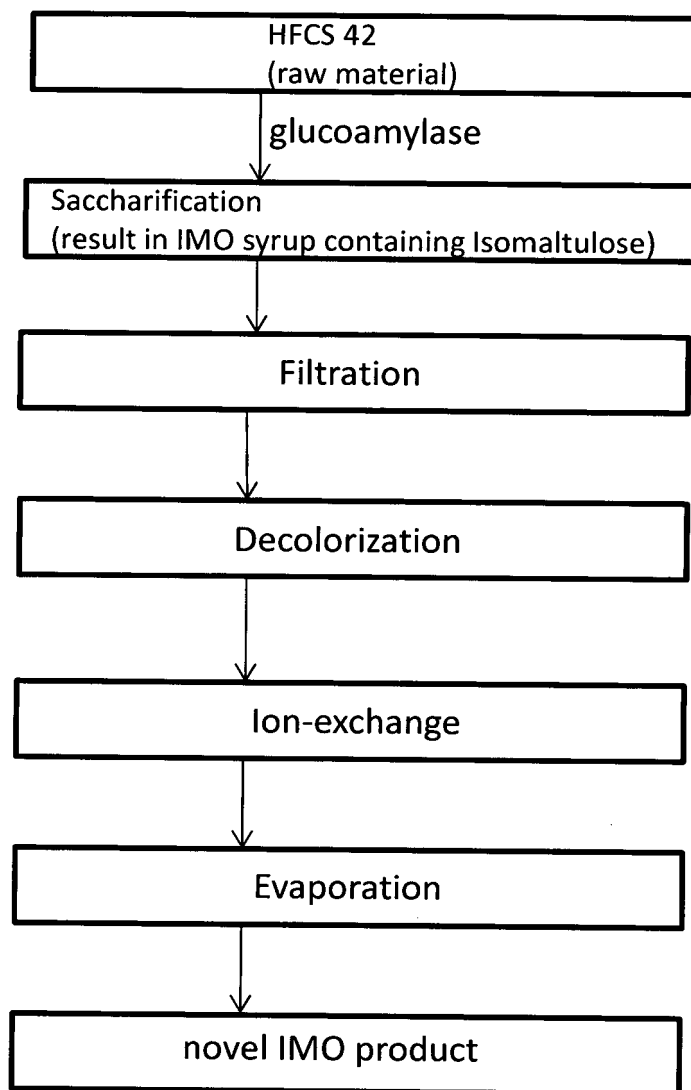 HFCS 42
(raw material)
glucoamylase
Saccharification
(result in IMO syrup containing Isomaltulose)
Filtration
Decolorization
Ion-exchange
Evaporation
novel IMO product